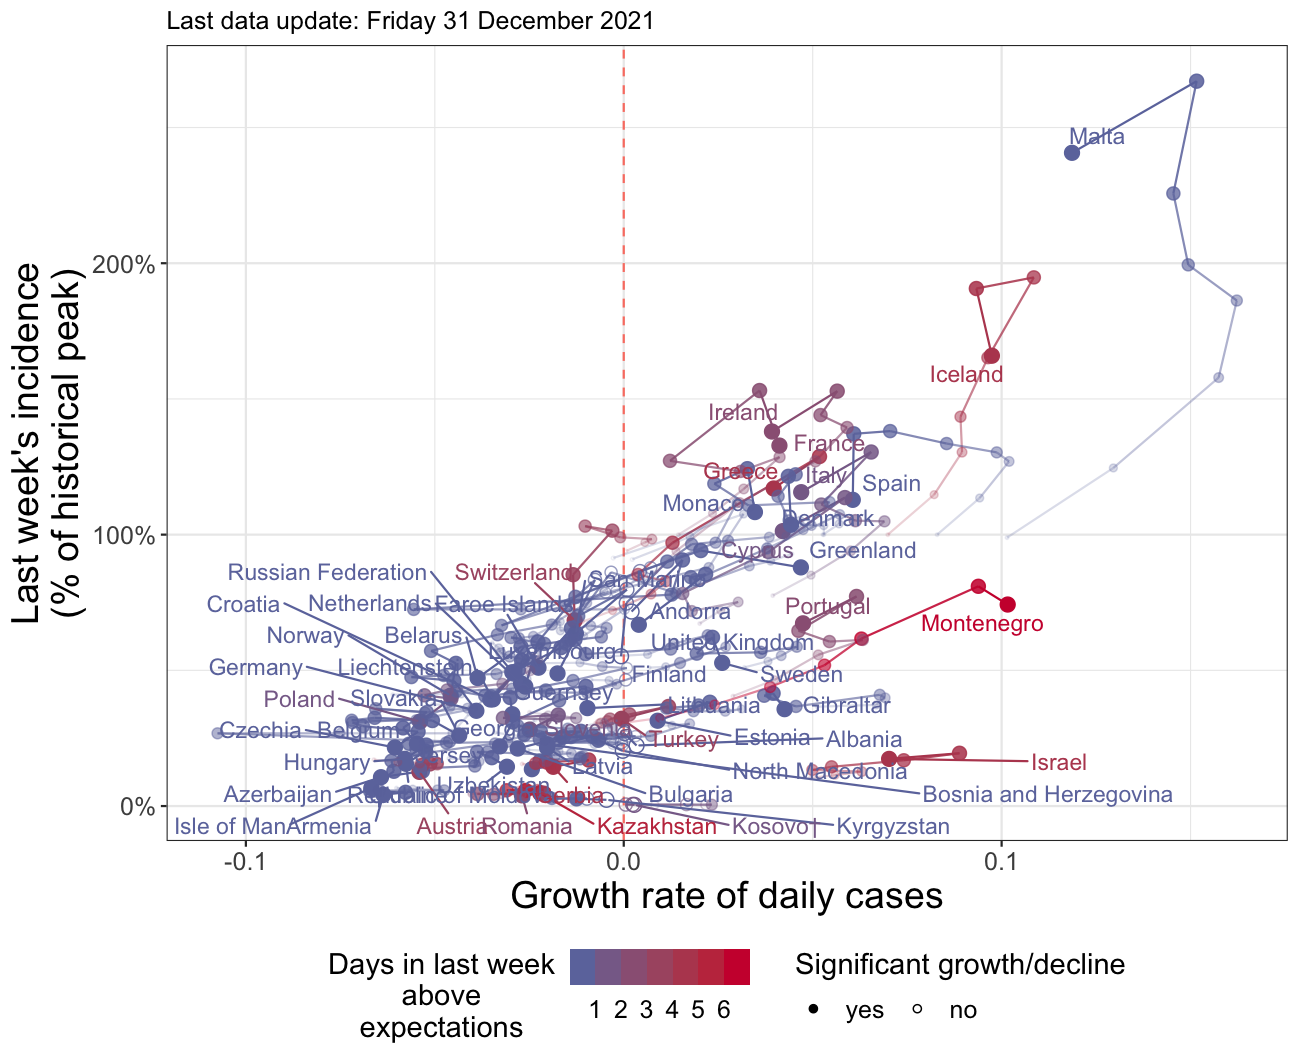 Last data update: Friday 31 December 2021
Last week's incidence
(% of historical peak)
200%
100%
0%
Malta
Iceland
Ireland
France
Greece
Italy
Spain
Monaco
Denmark
Cyprus
Greenland
Russian Federation
Switzerland
San Marino
Croatia
Netherlands
Faroe Islands
Andorra
Portugal
Montenegro
Norway
Belarus
Luxembourg
United Kingdom
Germany
Liechtenstein
Finland
Sweden
Poland
Slovakia
Guernsey
Lithuania
Gibraltar
Czechia
Belgium
Georgia
Slovenia
Turkey
Estonia
Albania
Hungary
Jersey
Latvia
North Macedonia
Israel
Azerbaijan
Uzbekistan
Serbia
Bulgaria
Bosnia and Herzegovina
Isle of Man
Armenia
Austria
Romania
Kazakhstan
Kosovo
Kyrgyzstan
-0.1
0.0
0.1
Growth rate of daily cases
Days in last week
above
expectations
1 2 3 4 5 6
Significant growth/decline
yes
no